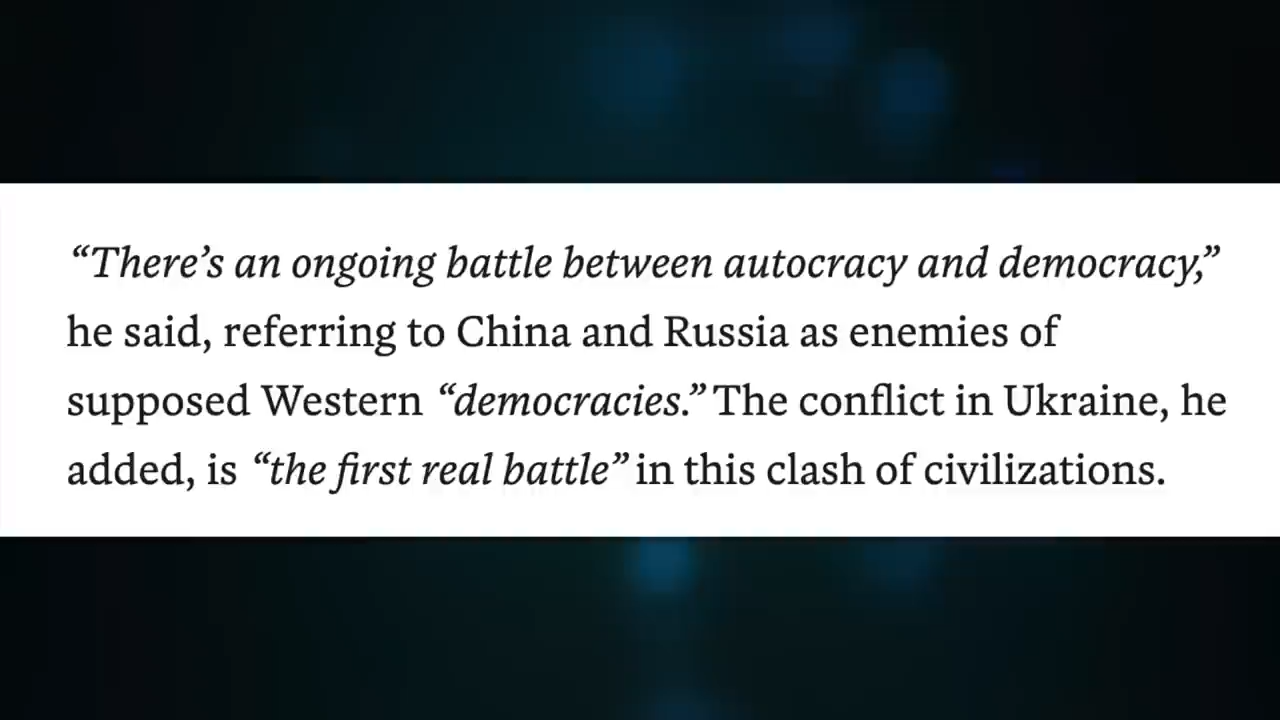 “There’s an ongoing battle between autocracy and democracy,”
he said, referring to China and Russia as enemies of
supposed Western “democracies.” The conflict in Ukraine, he
added, is “the first real battle” in this clash of civilizations.